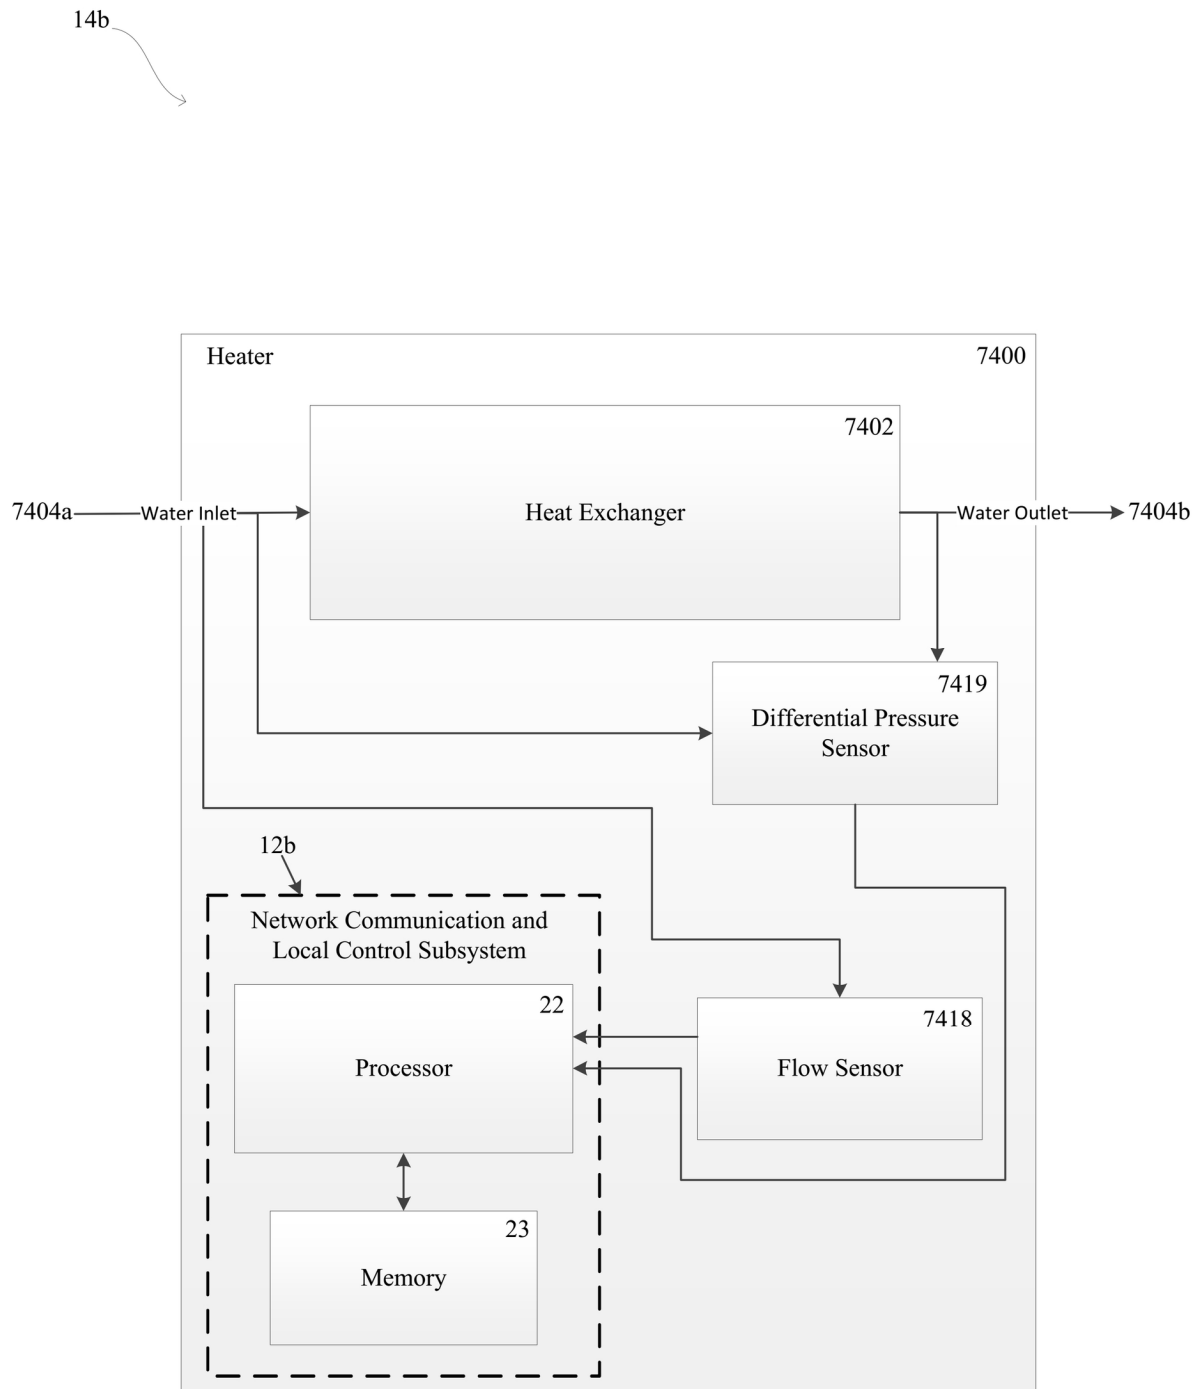 14b
Heater
7400
7402
Heat Exchanger
7404a
Water Inlet
Water Outlet
7404b
7419
Differential Pressure
Sensor
12b
Network Communication and
Local Control Subsystem
22
Processor
7418
Flow Sensor
23
Memory